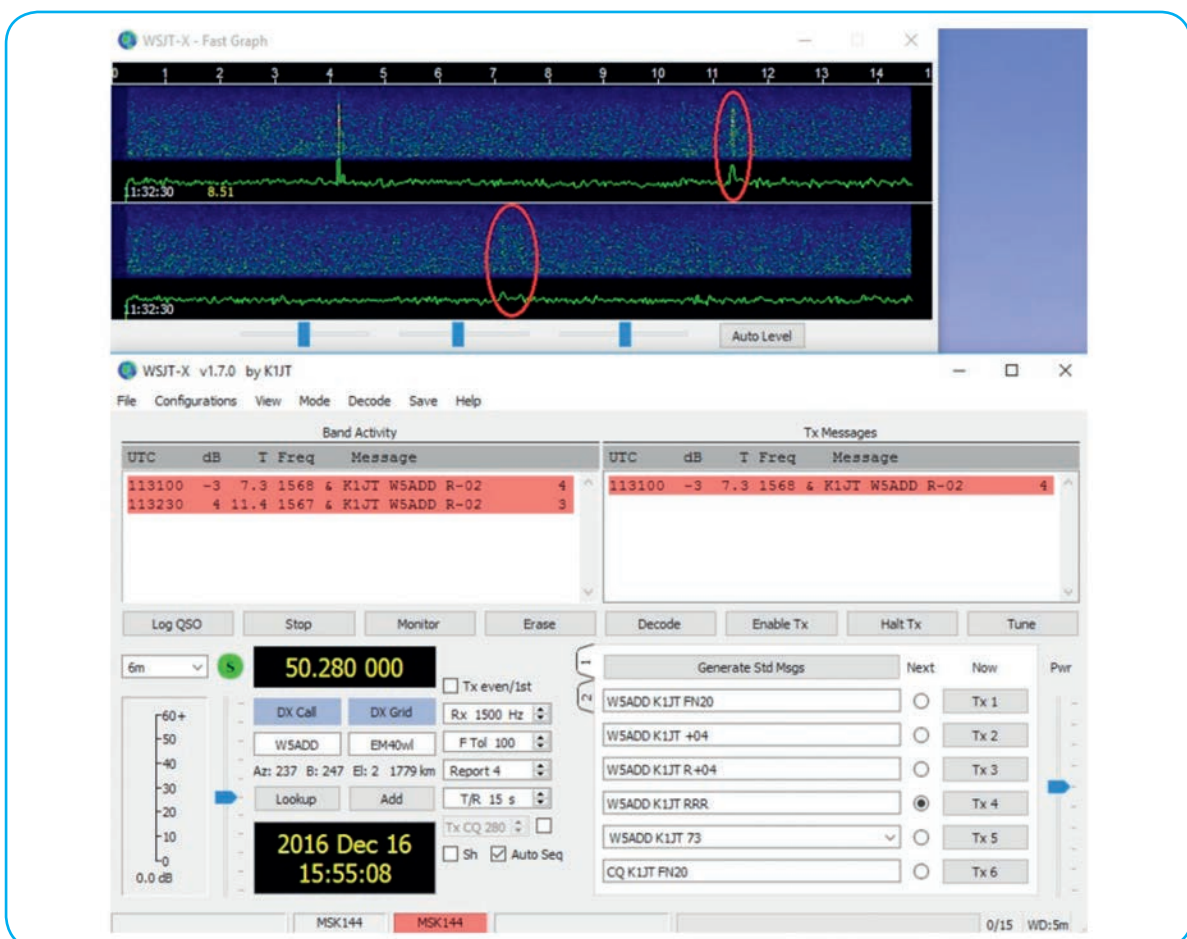 WSJT-X - Fast Graph
0 1 2 3 4 5 6 7 8 9 10 11 12 13 14 1
11:32:30 8.51
11:32:30
Auto Level
WSJT-X v1.7.0 by K1JT
File Configurations View Mode Decode Save Help
Band Activity
UTC dB T Freq Message
113100 -3 7.3 1568 & K1JT W5ADD R-02 4
113230 4 11.4 1567 & K1JT W5ADD R-02 3
Tx Messages
UTC dB T Freq Message
113100 -3 7.3 1568 & K1JT W5ADD R-02 4
Log QSO Stop Monitor Erase Decode Enable Tx Halt Tx Tune
6m S 50.280 000
Tx even/1st
DX Call DX Grid Rx 1500 Hz
W5ADD EM40wl F Tol 100
Az: 237 B: 247 El: 2 1779 km Report 4
Lookup Add T/R 15 s
Tx CQ 280
2016 Dec 16
15:55:08
Sh Auto Seq
60+
50
40
30
20
10
0
0.0 dB
1
2
Generate Std Msgs Next Now Pwr
W5ADD K1JT FN20 Tx 1
W5ADD K1JT +04 Tx 2
W5ADD K1JT R+04 Tx 3
W5ADD K1JT RRR Tx 4
W5ADD K1JT 73 Tx 5
CQ K1JT FN20 Tx 6
MSK144 MSK144 0/15 WD:5m